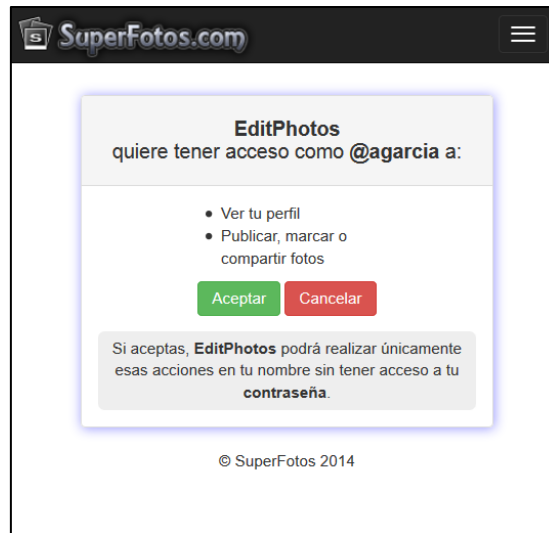 SuperFotos.com
EditPhotos
quiere tener acceso como @agarcia a:
Ver tu perfil
Publicar, marcar o
compartir fotos
Aceptar Cancelar
Si aceptas, EditPhotos podrá realizar únicamente
esas acciones en tu nombre sin tener acceso a tu
contraseña.
© SuperFotos 2014